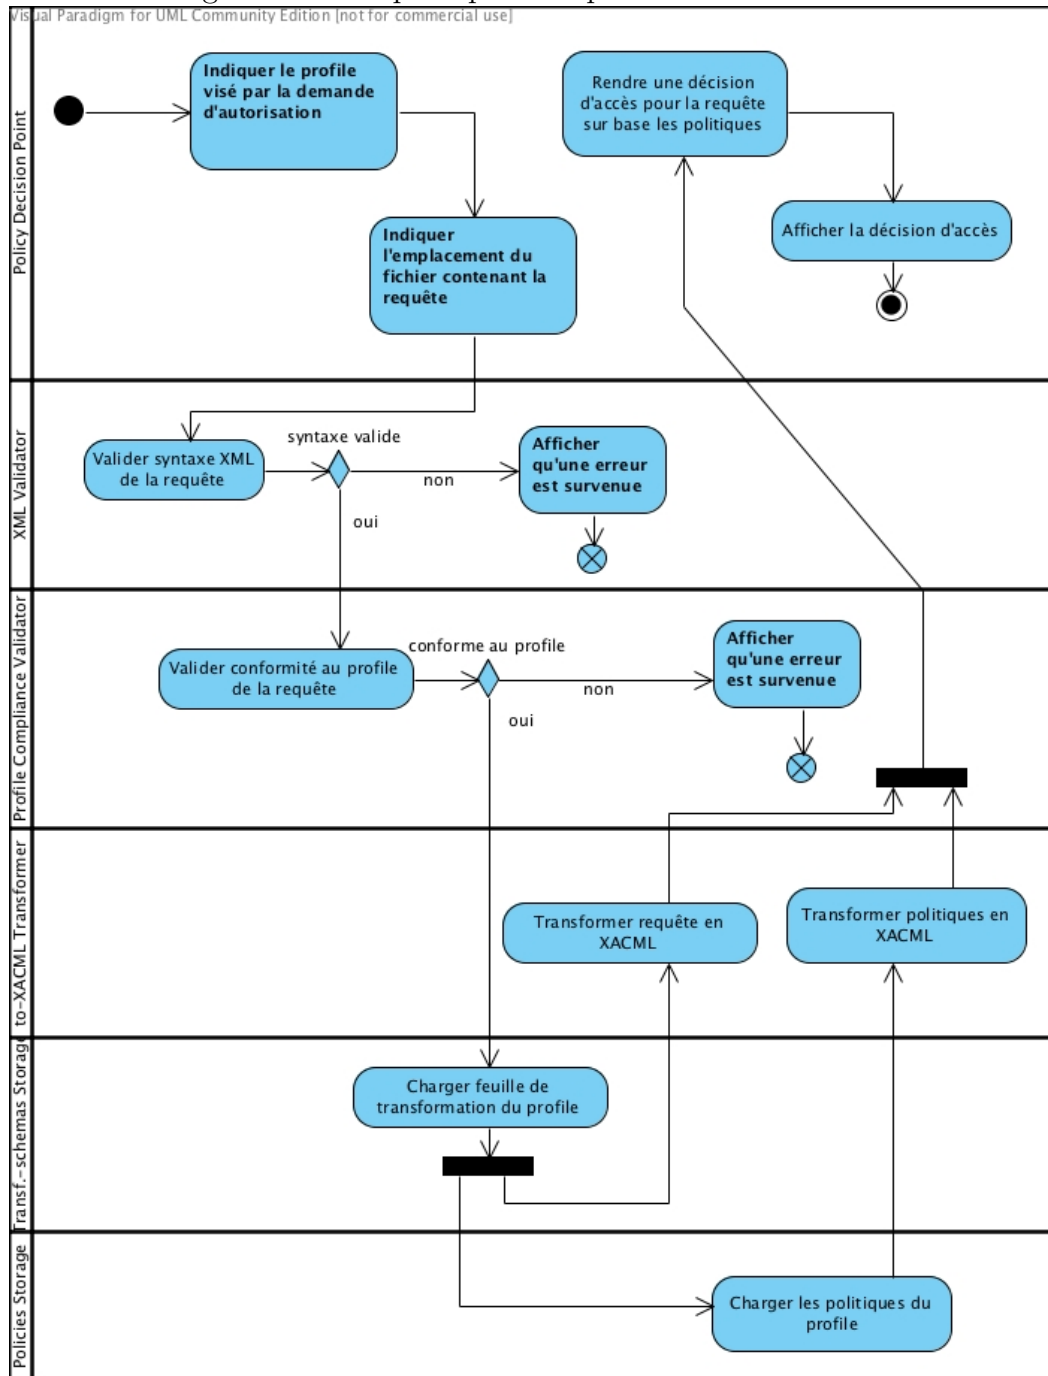 Visual Paradigm for UML Community Edition [not for commercial use]
Policy Decision Point
Indiquer le profile
visé par la demande
d'autorisation
Rendre une décision
d'accès pour la requête
sur base les politiques
Indiquer
l'emplacement du
fichier contenant la
requête
Afficher la décision d'accès
XML Validator
Valider syntaxe XML
de la requête
syntaxe valide
non
oui
Afficher
qu'une erreur
est survenue
Profile Compliance Validator
Valider conformité au profile
de la requête
conforme au profile
non
oui
Afficher
qu'une erreur
est survenue
to-XACML Transformer
Transformer requête en
XACML
Transformer politiques en
XACML
Transf.-schemas Storage
Charger feuille de
transformation du profile
Policies Storage
Charger les politiques du
profile